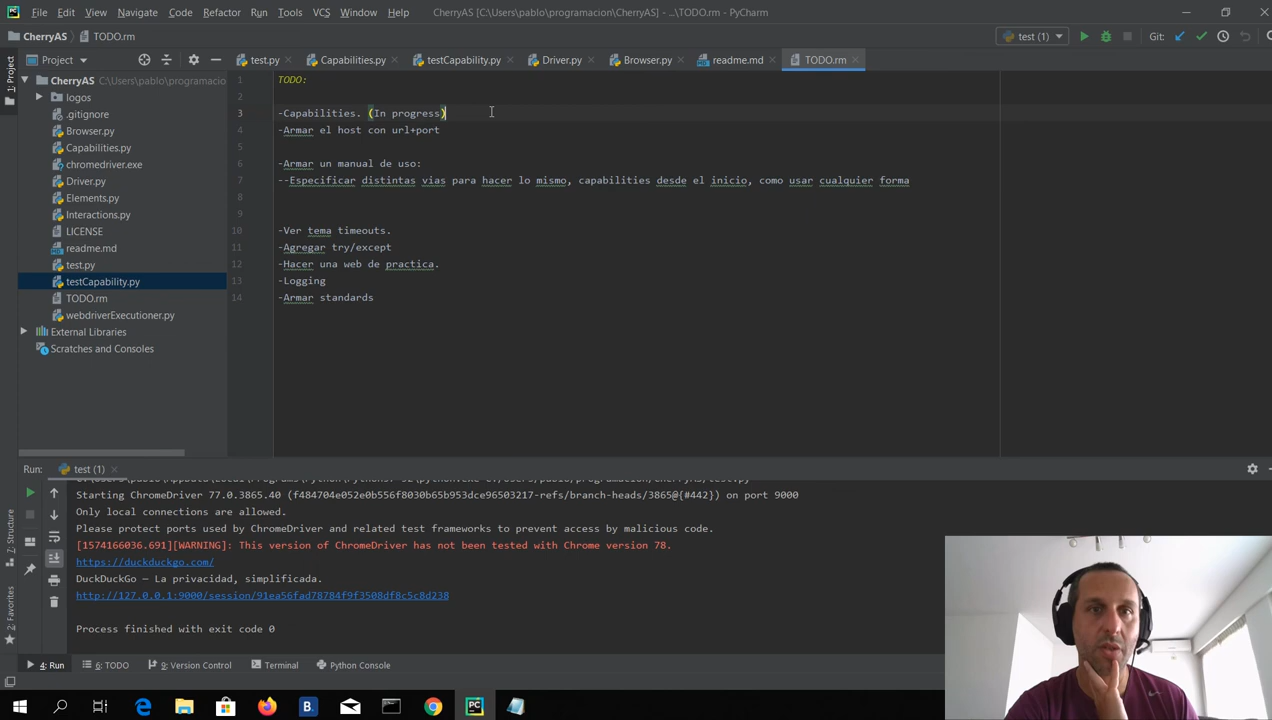 File Edit View Navigate Code Refactor Run Tools VCS Window Help CherryAS [C:\Users\pablo\programacion\CherryAS] - ...\TODO.rm - PyCharm
CherryAS TODO.rm test (1) Git:
Project test.py Capabilities.py testCapability.py Driver.py Browser.py readme.md TODO.rm
1: Project
CherryAS C:\Users\pablo\programacio
logos
.gitignore
Browser.py
Capabilities.py
chromedriver.exe
Driver.py
Elements.py
Interactions.py
LICENSE
readme.md
test.py
testCapability.py
TODO.rm
webdriverExecutioner.py
External Libraries
Scratches and Consoles
1 TODO:
2
3 -Capabilities. (In progress)
4 -Armar el host con url+port
5
6 -Armar un manual de uso:
7 --Especificar distintas vias para hacer lo mismo, capabilities desde el inicio, como usar cualquier forma
8
9
10 -Ver tema timeouts.
11 -Agregar try/except
12 -Hacer una web de practica.
13 -Logging
14 -Armar standards
Run: test (1)
Starting ChromeDriver 77.0.3865.40 (f484704e052e0b556f8030b65b953dce96503217-refs/branch-heads/3865@{#442}) on port 9000
Only local connections are allowed.
Please protect ports used by ChromeDriver and related test frameworks to prevent access by malicious code.
[1574166036.691][WARNING]: This version of ChromeDriver has not been tested with Chrome version 78.
https://duckduckgo.com/
DuckDuckGo — La privacidad, simplificada.
http://127.0.0.1:9000/session/91ea56fad78784f9f3508df8c5c8d238
Process finished with exit code 0
7: Structure
2: Favorites
4: Run 6: TODO 9: Version Control Terminal Python Console